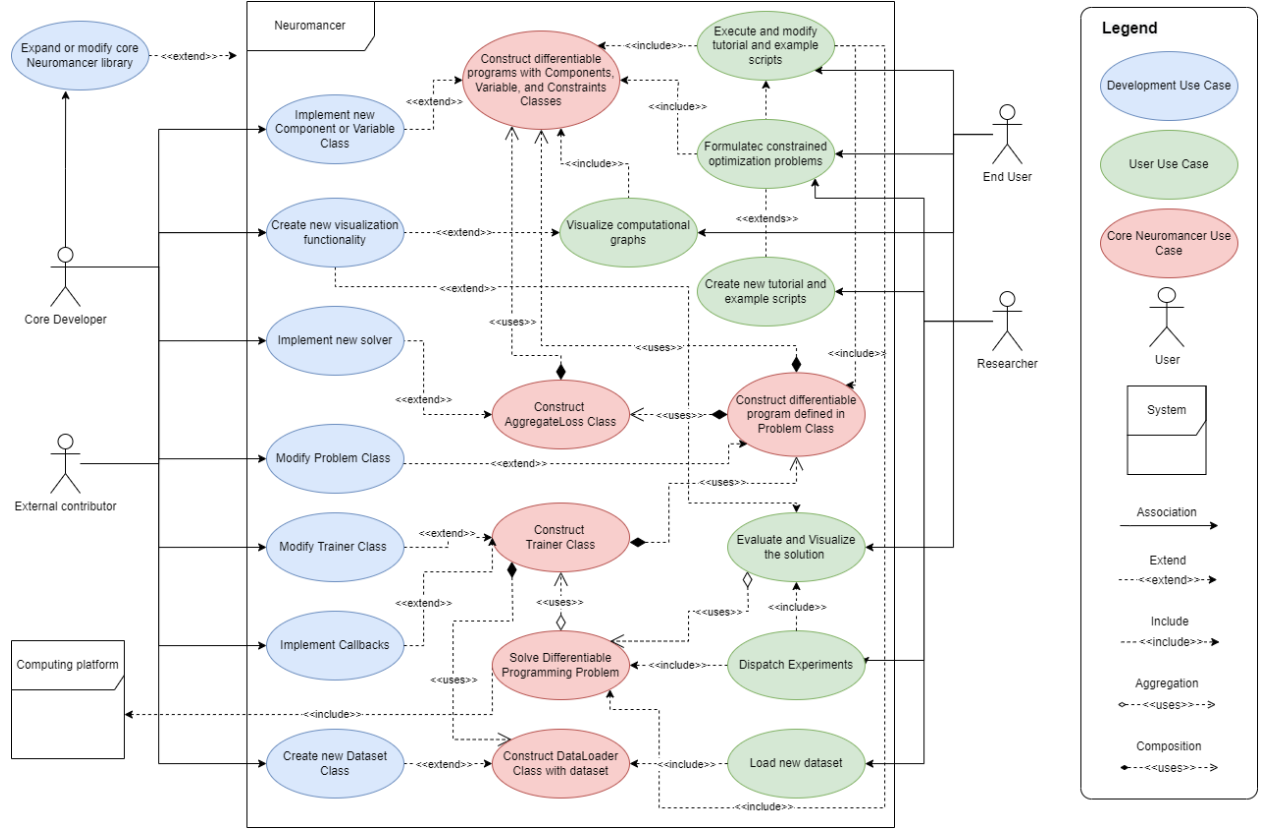 Neuromancer
Expand or modify core
Neuromancer library
<<extend>>
Construct differentiable
programs with Components,
Variable, and Constraints
Classes
<<include>>
Execute and modify
tutorial and example
scripts
<<extend>>
<<include>>
Implement new
Component or Variable
Class
Formulatec constrained
optimization problems
End User
<<include>>
Create new visualization
functionality
<<extend>>
Visualize computational
graphs
<<extends>>
Core Developer
<<extend>>
Create new tutorial and
example scripts
<<uses>>
Implement new solver
<<uses>>
<<include>>
Researcher
<<extend>>
Construct
AggregateLoss Class
<<uses>>
Construct differentiable
program defined in
Problem Class
External contributor
Modify Problem Class
<<extend>>
<<uses>>
Modify Trainer Class
<<extend>>
Construct
Trainer Class
Evaluate and Visualize
the solution
<<extend>>
<<uses>>
<<uses>>
<<include>>
Implement Callbacks
Computing platform
Solve Differentiable
Programming Problem
<<include>>
Dispatch Experiments
<<uses>>
<<include>>
Create new Dataset
Class
<<extend>>
Construct DataLoader
Class with dataset
<<include>>
Load new dataset
<<include>>
Legend
Development Use Case
User Use Case
Core Neuromancer Use
Case
User
System
Association
Extend
<<extend>>
Include
<<include>>
Aggregation
<<uses>>
Composition
<<uses>>